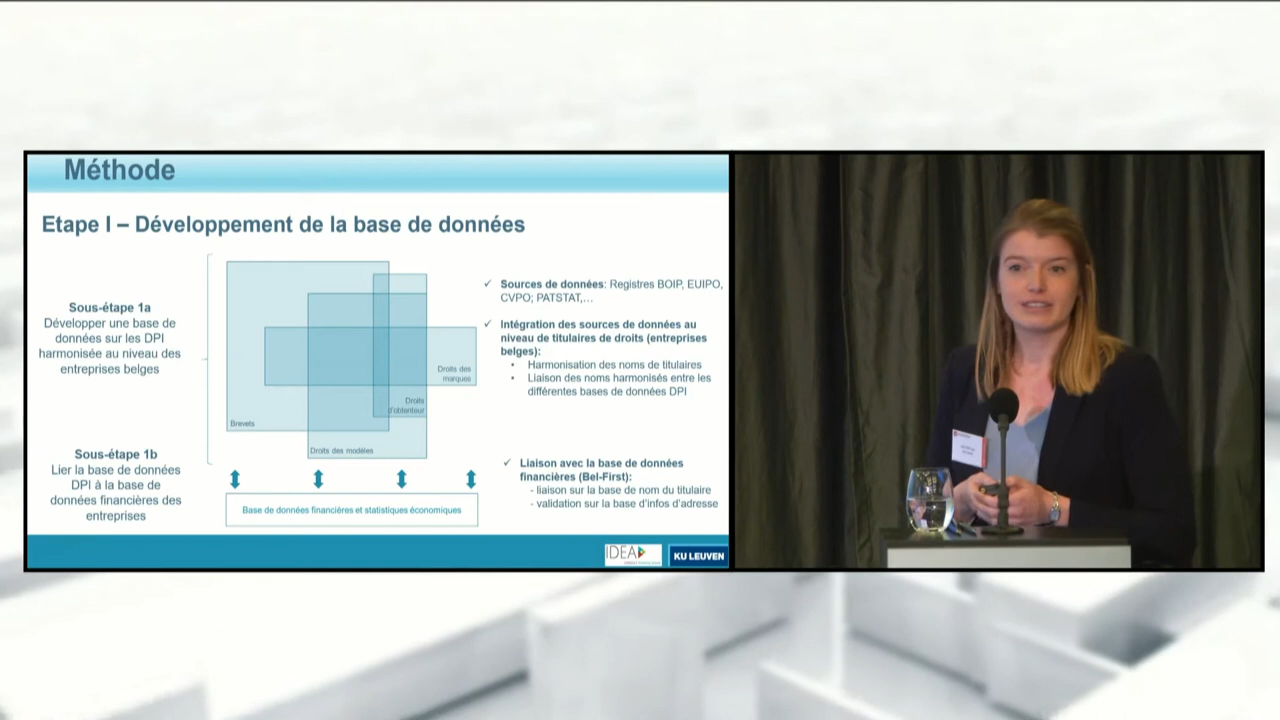 Méthode
Etape I – Développement de la base de données
Sous-étape 1a
Développer une base de
données sur les DPI
harmonisée au niveau des
entreprises belges
Sous-étape 1b
Lier la base de données
DPI à la base de
données financières des
entreprises
Droits des
marques
Droits
d'obtenteur
Brevets
Droits des modèles
Base de données financières et statistiques économiques
✓ Sources de données: Registres BOIP, EUIPO,
CVPO; PATSTAT,...
✓ Intégration des sources de données au
niveau de titulaires de droits (entreprises
belges):
• Harmonisation des noms de titulaires
• Liaison des noms harmonisés entre les
différentes bases de données DPI
✓ Liaison avec la base de données
financières (Bel-First):
- liaison sur la base de nom du titulaire
- validation sur la base d'infos d'adresse
IDEA
KU LEUVEN